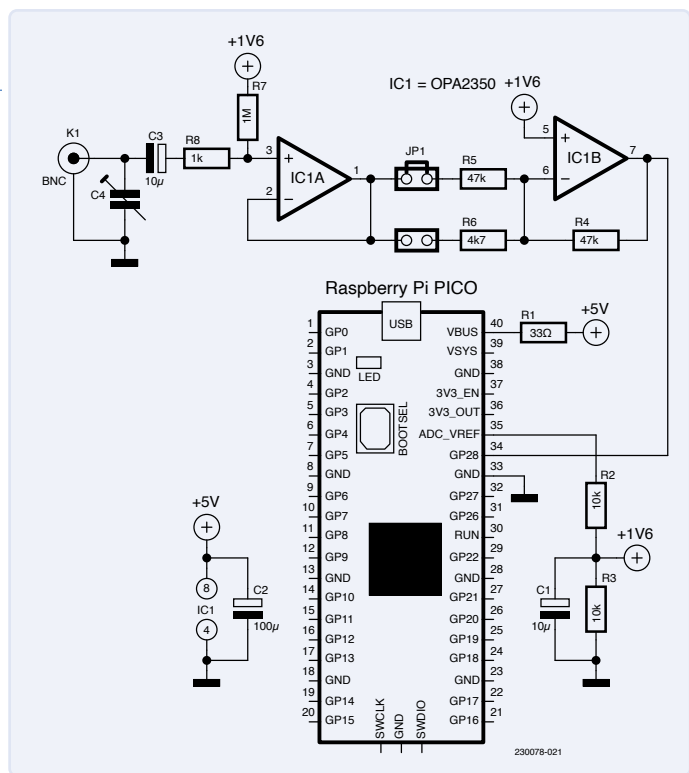 +1V6
R7
1M
IC1 = OPA2350
+1V6
K1
BNC
C3
10µ
R8
1k
C4
3
2
1
+
–
IC1A
JP1
R5
47k
R6
4k7
5
6
7
+
–
IC1B
R4
47k
Raspberry Pi PICO
USB
LED
BOOTSEL
1 GP0
2 GP1
3 GND
4 GP2
5 GP3
6 GP4
7 GP5
8 GND
9 GP6
10 GP7
11 GP8
12 GP9
13 GND
14 GP10
15 GP11
16 GP12
17 GP13
18 GND
19 GP14
20 GP15
VBUS 40
VSYS 39
GND 38
3V3_EN 37
3V3_OUT 36
ADC_VREF 35
GP28 34
GND 33
GP27 32
GP26 31
RUN 30
GP22 29
GND 28
GP21 27
GP20 26
GP19 25
GP18 24
GND 23
GP17 22
GP16 21
SWCLK
GND
SWDIO
R1
33Ω
+5V
R2
10k
+1V6
C1
10µ
R3
10k
+5V
8
IC1
4
C2
100µ
230078-021